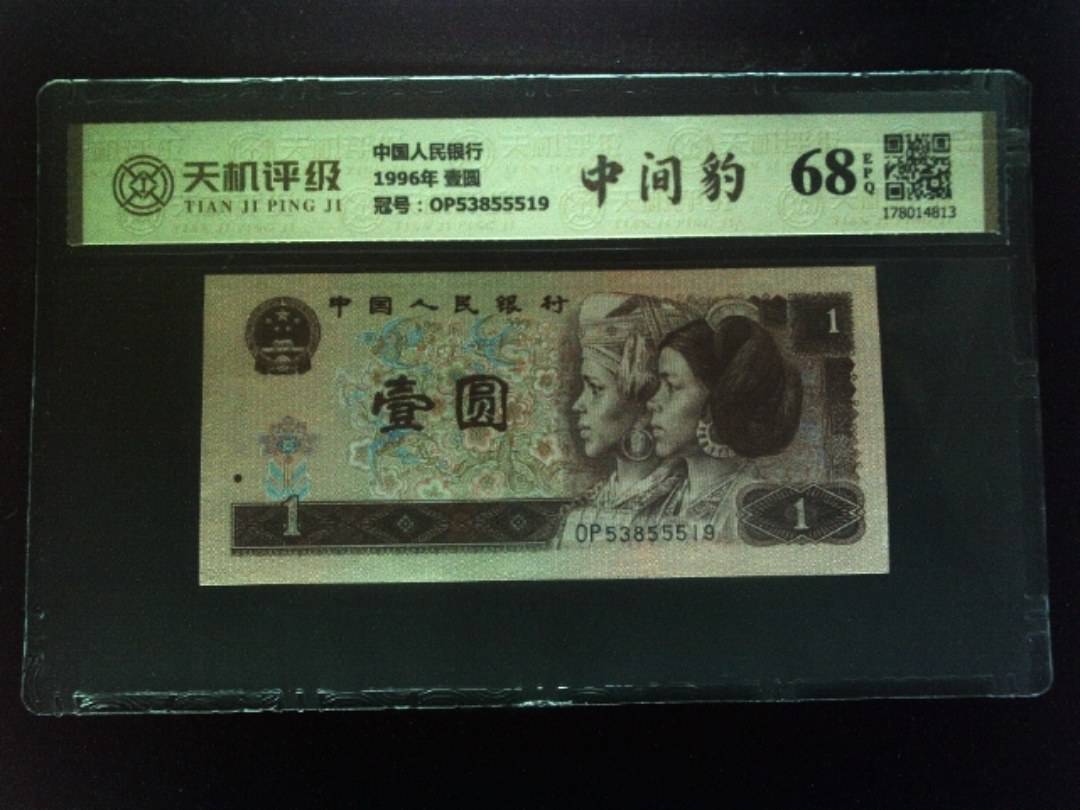 天机评级
TIAN JI PING JI
中国人民银行
1996年 壹圆
冠号：OP53855519
中间豹
68
EPQ
178014813
中国人民银行
1
壹圆
1
OP53855519
1